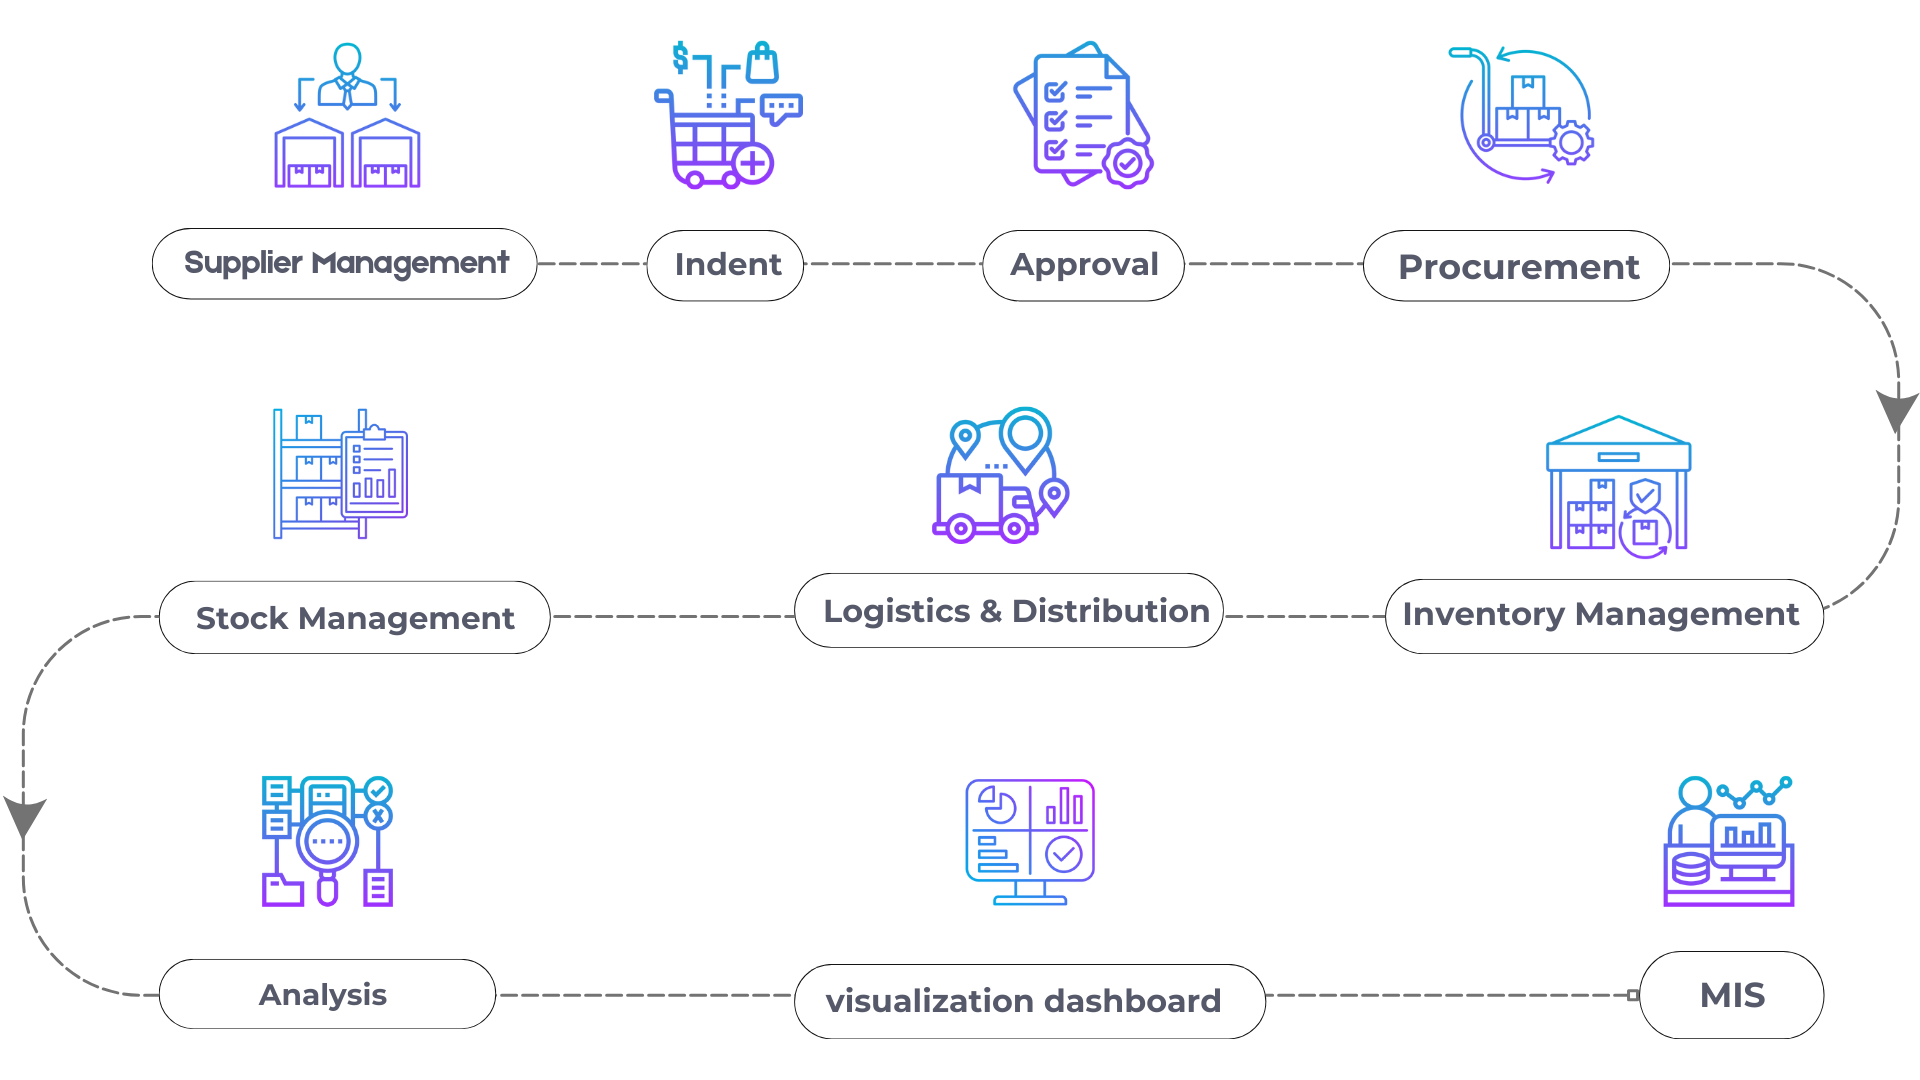 $
Supplier Management
Indent
Approval
Procurement
Stock Management
Logistics & Distribution
Inventory Management
Analysis
visualization dashboard
MIS